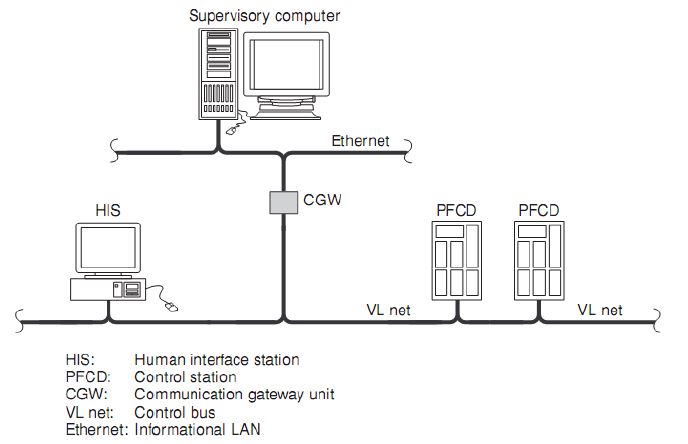 Supervisory computer
Ethernet
CGW
HIS
PFCD
PFCD
VL net
VL net
HIS: Human interface station
PFCD: Control station
CGW: Communication gateway unit
VL net: Control bus
Ethernet: Informational LAN